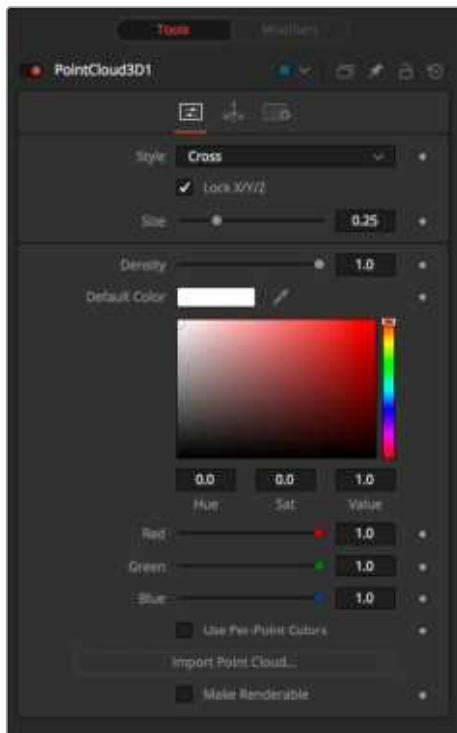 Tools Modifiers
PointCloud3D1
Style Cross
Lock X/Y/Z
Size 0.25
Density 1.0
Default Color
0.0 0.0 1.0
Hue Sat Value
Red 1.0
Green 1.0
Blue 1.0
Use Per-Point Colors
Import Point Cloud...
Make Renderable